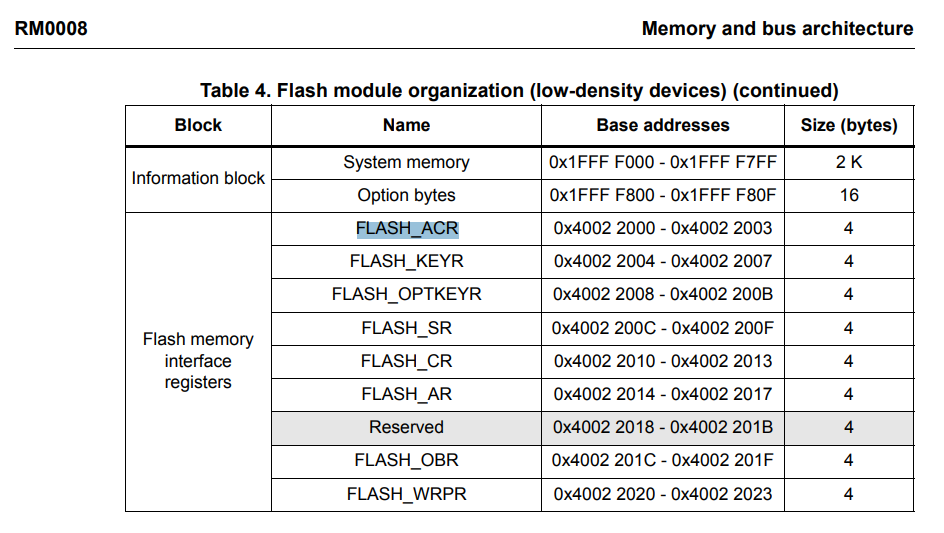 RM0008 Memory and bus architecture
Table 4. Flash module organization (low-density devices) (continued)
Block Name Base addresses Size (bytes)
Information block
System memory 0x1FFF F000 - 0x1FFF F7FF 2 K
Option bytes 0x1FFF F800 - 0x1FFF F80F 16
Flash memory
interface
registers
FLASH_ACR 0x4002 2000 - 0x4002 2003 4
FLASH_KEYR 0x4002 2004 - 0x4002 2007 4
FLASH_OPTKEYR 0x4002 2008 - 0x4002 200B 4
FLASH_SR 0x4002 200C - 0x4002 200F 4
FLASH_CR 0x4002 2010 - 0x4002 2013 4
FLASH_AR 0x4002 2014 - 0x4002 2017 4
Reserved 0x4002 2018 - 0x4002 201B 4
FLASH_OBR 0x4002 201C - 0x4002 201F 4
FLASH_WRPR 0x4002 2020 - 0x4002 2023 4